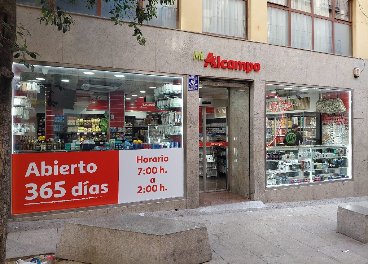 Mi Alcampo
Abierto
365 días
Horario
7:00 h.
a
2:00 h.